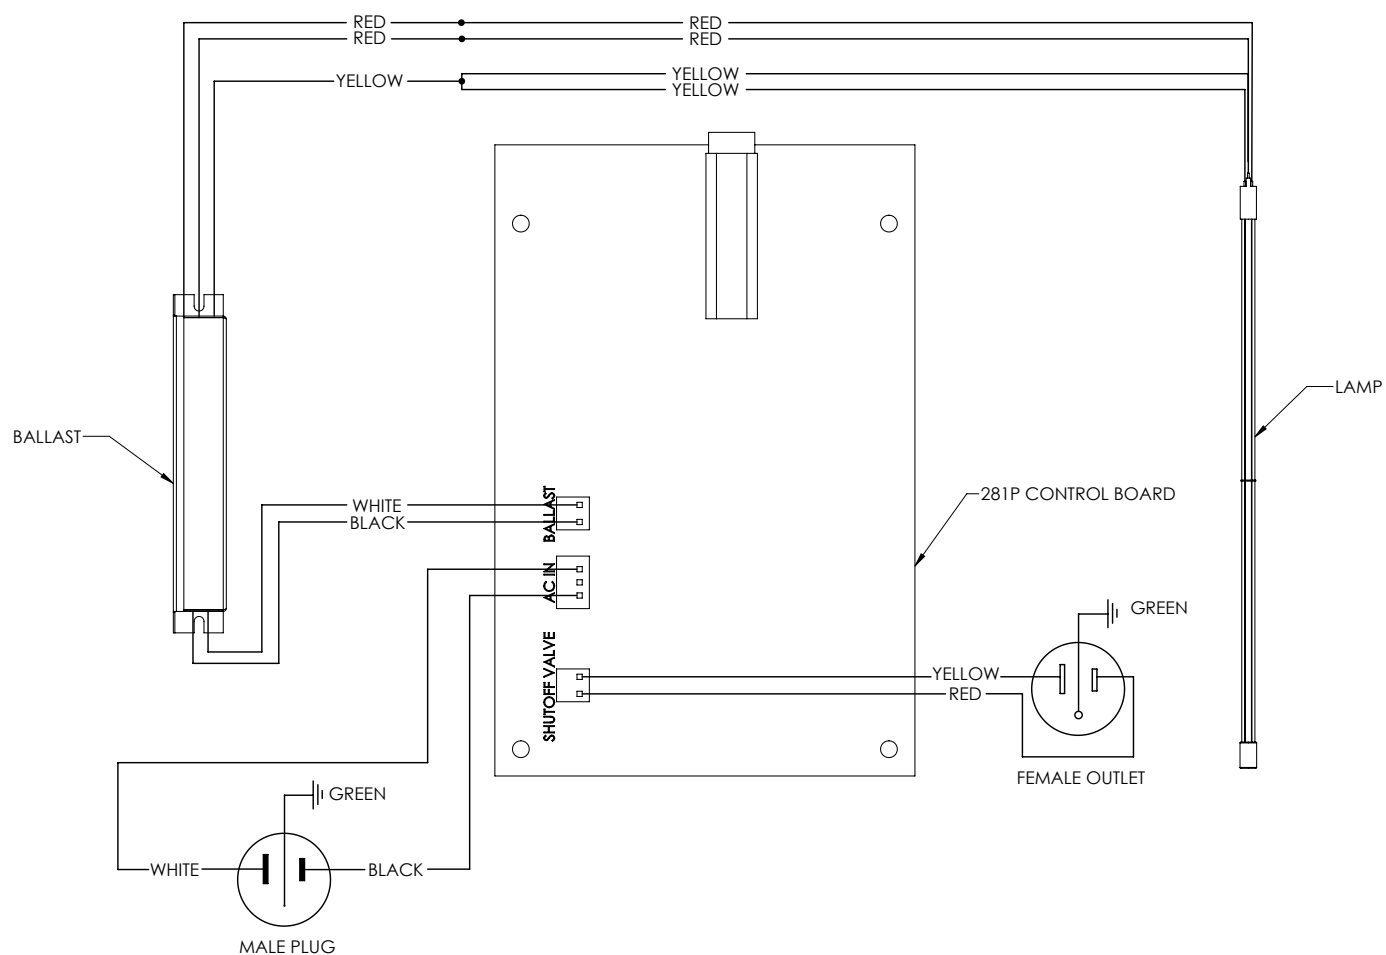 RED
RED
RED
RED
YELLOW
YELLOW
YELLOW
LAMP
BALLAST
WHITE
BLACK
BALLAST
281P CONTROL BOARD
AC IN
GREEN
SHUTOFF VALVE
YELLOW
RED
FEMALE OUTLET
GREEN
WHITE
BLACK
MALE PLUG